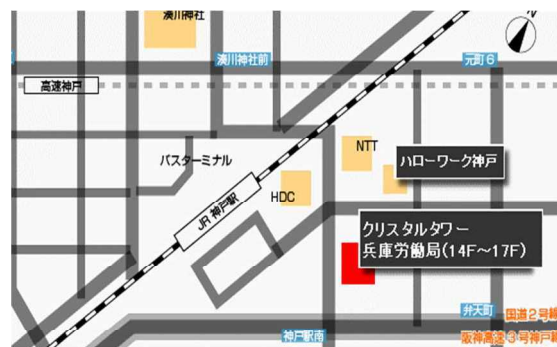 湊川神社
N
湊川神社前
元町6
高速神戸
NTT
バスターミナル
ハローワーク神戸
HDC
JR 神戸駅
クリスタルタワー
兵庫労働局(14F～17F)
弁天町
国道2号線
神戸駅南
阪神高速3号神戸線